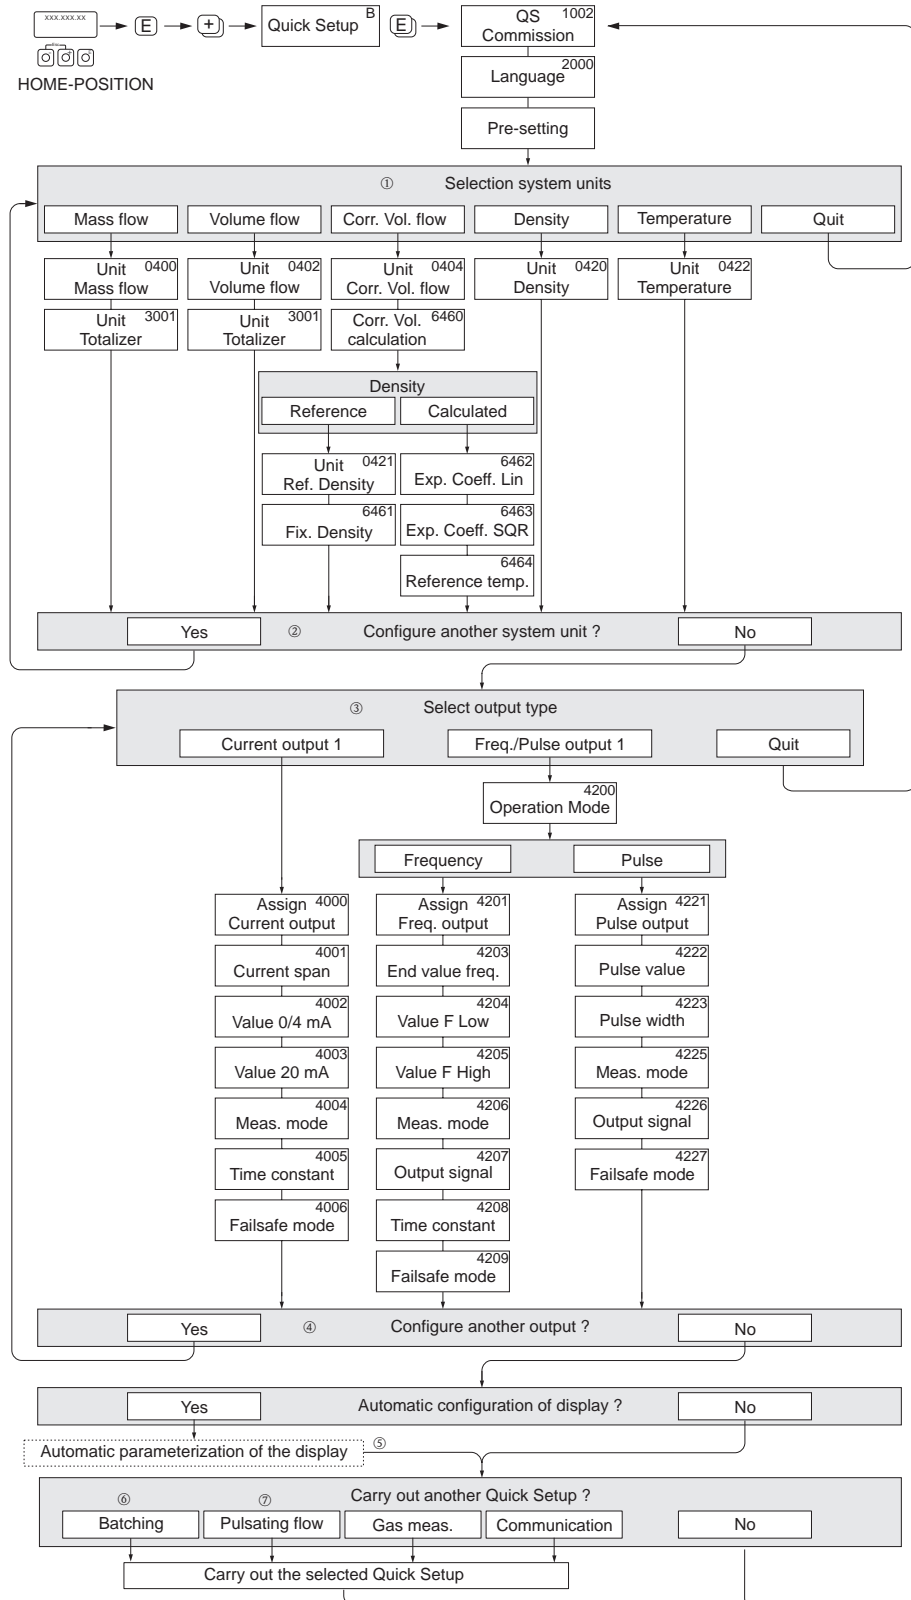 xxx.xxx.xx
E
+
Quick Setup B
E
QS 1002
Commission
Esc
- + E
HOME-POSITION
Language 2000
Pre-setting
① Selection system units
Mass flow Volume flow Corr. Vol. flow Density Temperature Quit
Unit 0400
Mass flow
Unit 0402
Volume flow
Unit 0404
Corr. Vol. flow
Unit 0420
Density
Unit 0422
Temperature
Unit 3001
Totalizer
Unit 3001
Totalizer
Corr. Vol. 6460
calculation
Density
Reference Calculated
Unit 0421
Ref. Density
6462
Exp. Coeff. Lin
6461
Fix. Density
6463
Exp. Coeff. SQR
6464
Reference temp.
Yes ② Configure another system unit ? No
③ Select output type
Current output 1 Freq./Pulse output 1 Quit
4200
Operation Mode
Frequency Pulse
Assign 4000
Current output
Assign 4201
Freq. output
Assign 4221
Pulse output
4001
Current span
4203
End value freq.
4222
Pulse value
4002
Value 0/4 mA
4204
Value F Low
4223
Pulse width
4003
Value 20 mA
4205
Value F High
4225
Meas. mode
4004
Meas. mode
4206
Meas. mode
4226
Output signal
4005
Time constant
4207
Output signal
4227
Failsafe mode
4006
Failsafe mode
4208
Time constant
4209
Failsafe mode
Yes ④ Configure another output ? No
Yes Automatic configuration of display ? No
Automatic parameterization of the display ⑤
Carry out another Quick Setup ?
⑥ ⑦
Batching Pulsating flow Gas meas. Communication No
Carry out the selected Quick Setup